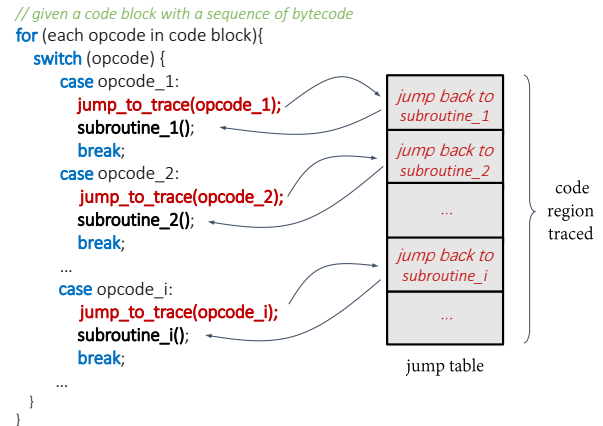 // given a code block with a sequence of bytecode
for (each opcode in code block){
switch (opcode) {
case opcode_1:
jump_to_trace(opcode_1);
subroutine_1();
break;
case opcode_2:
jump_to_trace(opcode_2);
subroutine_2();
break;
...
case opcode_i:
jump_to_trace(opcode_i);
subroutine_i();
break;
...
}
}
jump back to
subroutine_1
jump back to
subroutine_2
...
jump back to
subroutine_i
...
jump table
code
region
traced